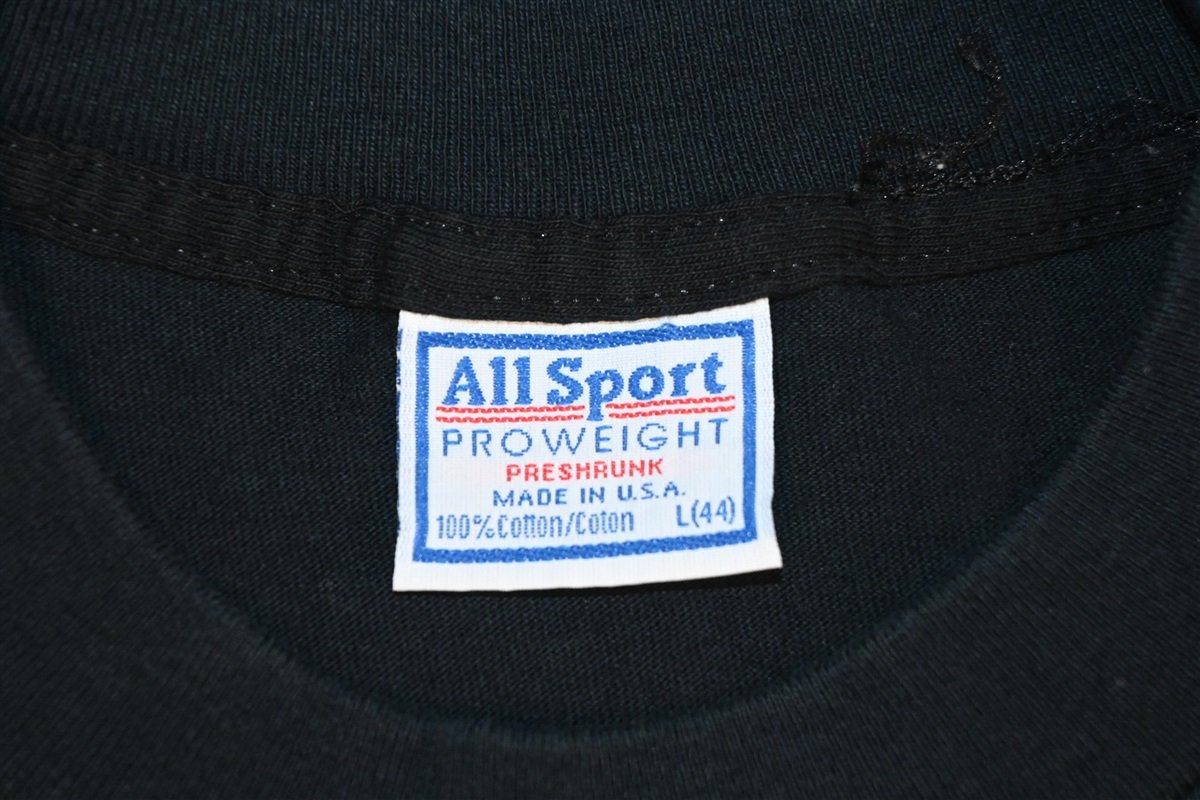 All Sport
PROWEIGHT
PRESHRUNK
MADE IN U.S.A.
100% Cotton/Coton L(44)